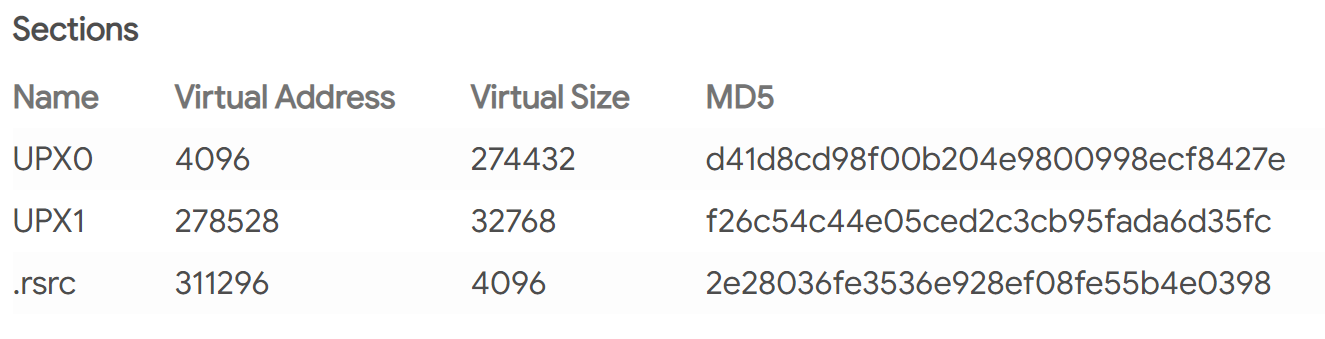 Sections
Name Virtual Address Virtual Size MD5
UPX0 4096 274432 d41d8cd98f00b204e9800998ecf8427e
UPX1 278528 32768 f26c54c44e05ced2c3cb95fada6d35fc
.rsrc 311296 4096 2e28036fe3536e928ef08fe55b4e0398